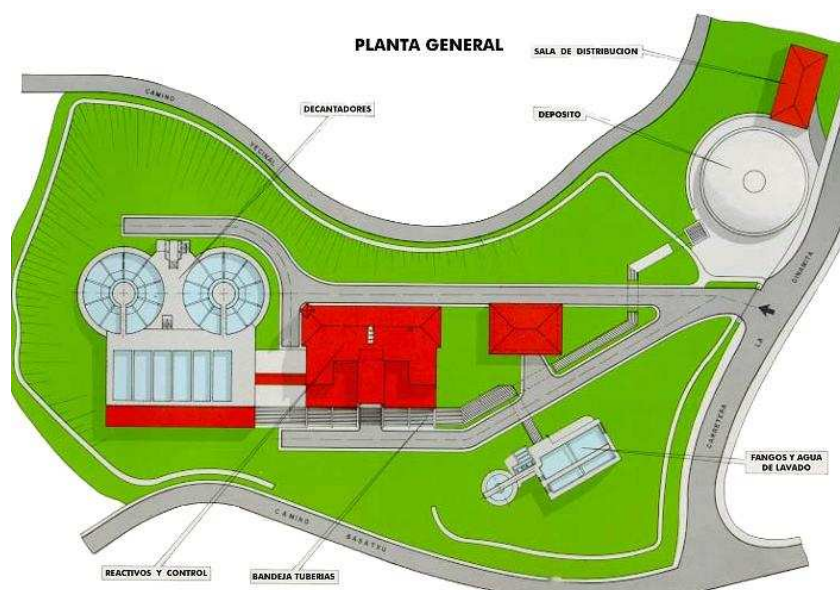 PLANTA GENERAL
SALA DE DISTRIBUCION
DECANTADORES
DEPOSITO
CAMINO
VECINAL
DINAMITA
LA
CARRETERA
FANGOS Y AGUA
DE LAVADO
CAMINO BASATXU
REACTIVOS Y CONTROL
BANDEJA TUBERIAS